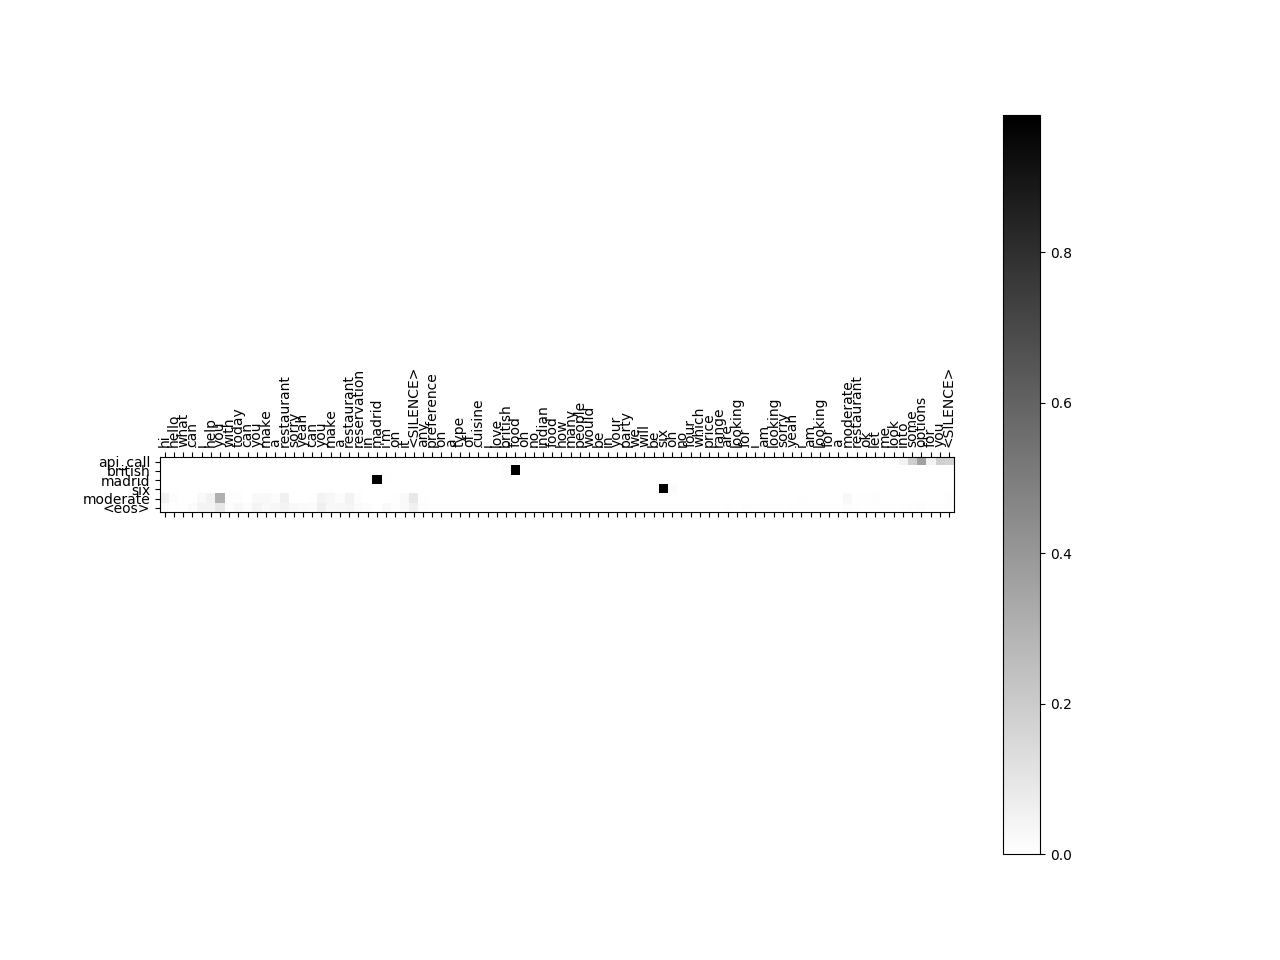 hi
hello
what
can
i
help
you
with
today
can
you
make
a
restaurant
sorry
yeah
can
you
make
a
restaurant
reservation
in
madrid
i'm
on
it
<SILENCE>
any
preference
on
a
type
of
cuisine
i
love
british
food
oh
no
indian
food
how
many
people
would
be
in
your
party
we
will
be
six
oh
no
four
which
price
range
are
looking
for
i
am
looking
sorry
yeah
i
am
looking
for
a
moderate
restaurant
ok
let
me
look
into
some
options
for
you
<SILENCE>
api_call
british
madrid
six
moderate
<eos>
0.8
0.6
0.4
0.2
0.0